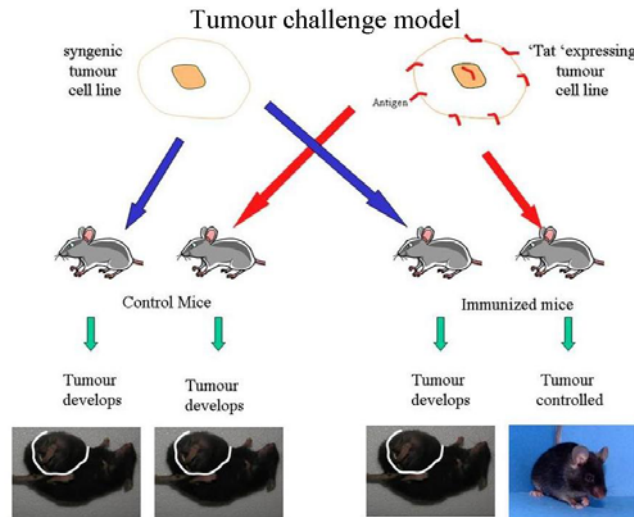 Tumour challenge model
syngenic
tumour
cell line
'Tat 'expressing
tumour
cell line
Antigen
Control Mice
Immunized mice
Tumour
develops
Tumour
develops
Tumour
develops
Tumour
controlled